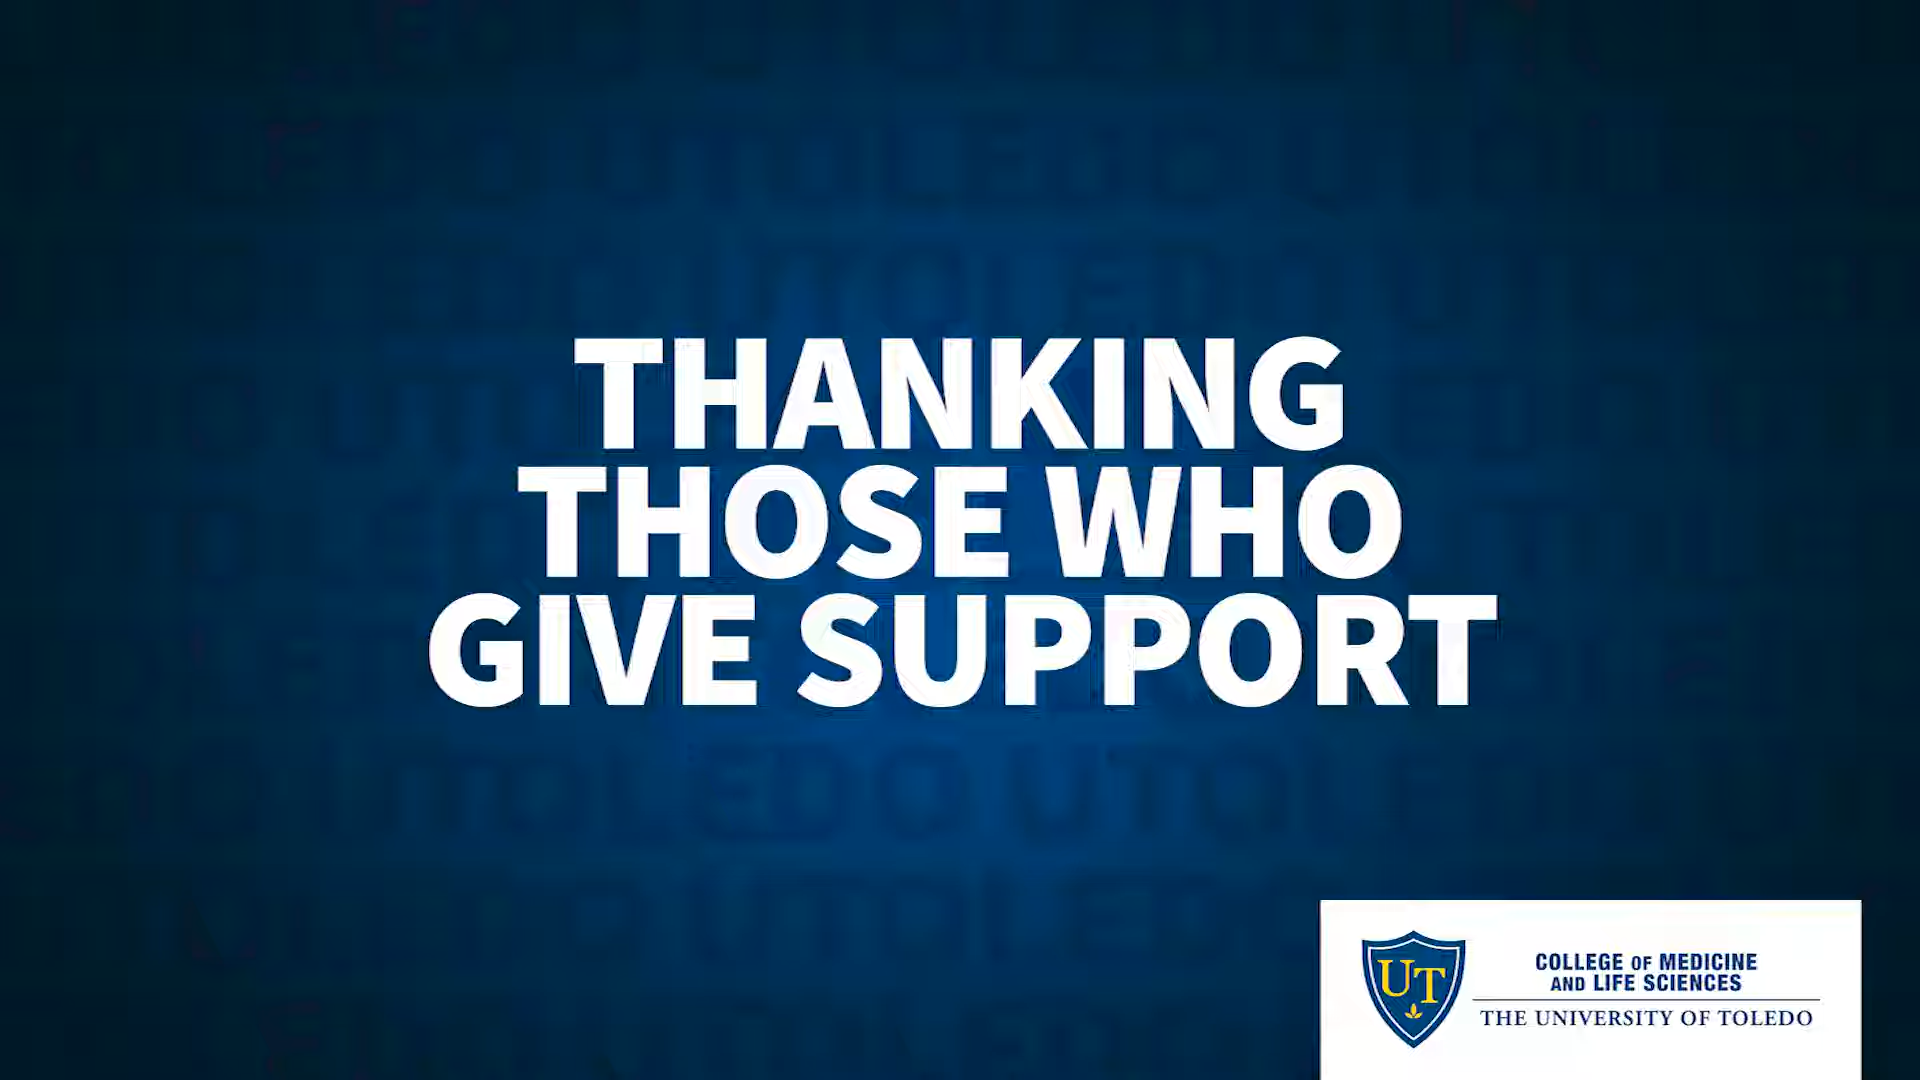 THANKING
THOSE WHO
GIVE SUPPORT
UT
COLLEGE OF MEDICINE
AND LIFE SCIENCES
THE UNIVERSITY OF TOLEDO